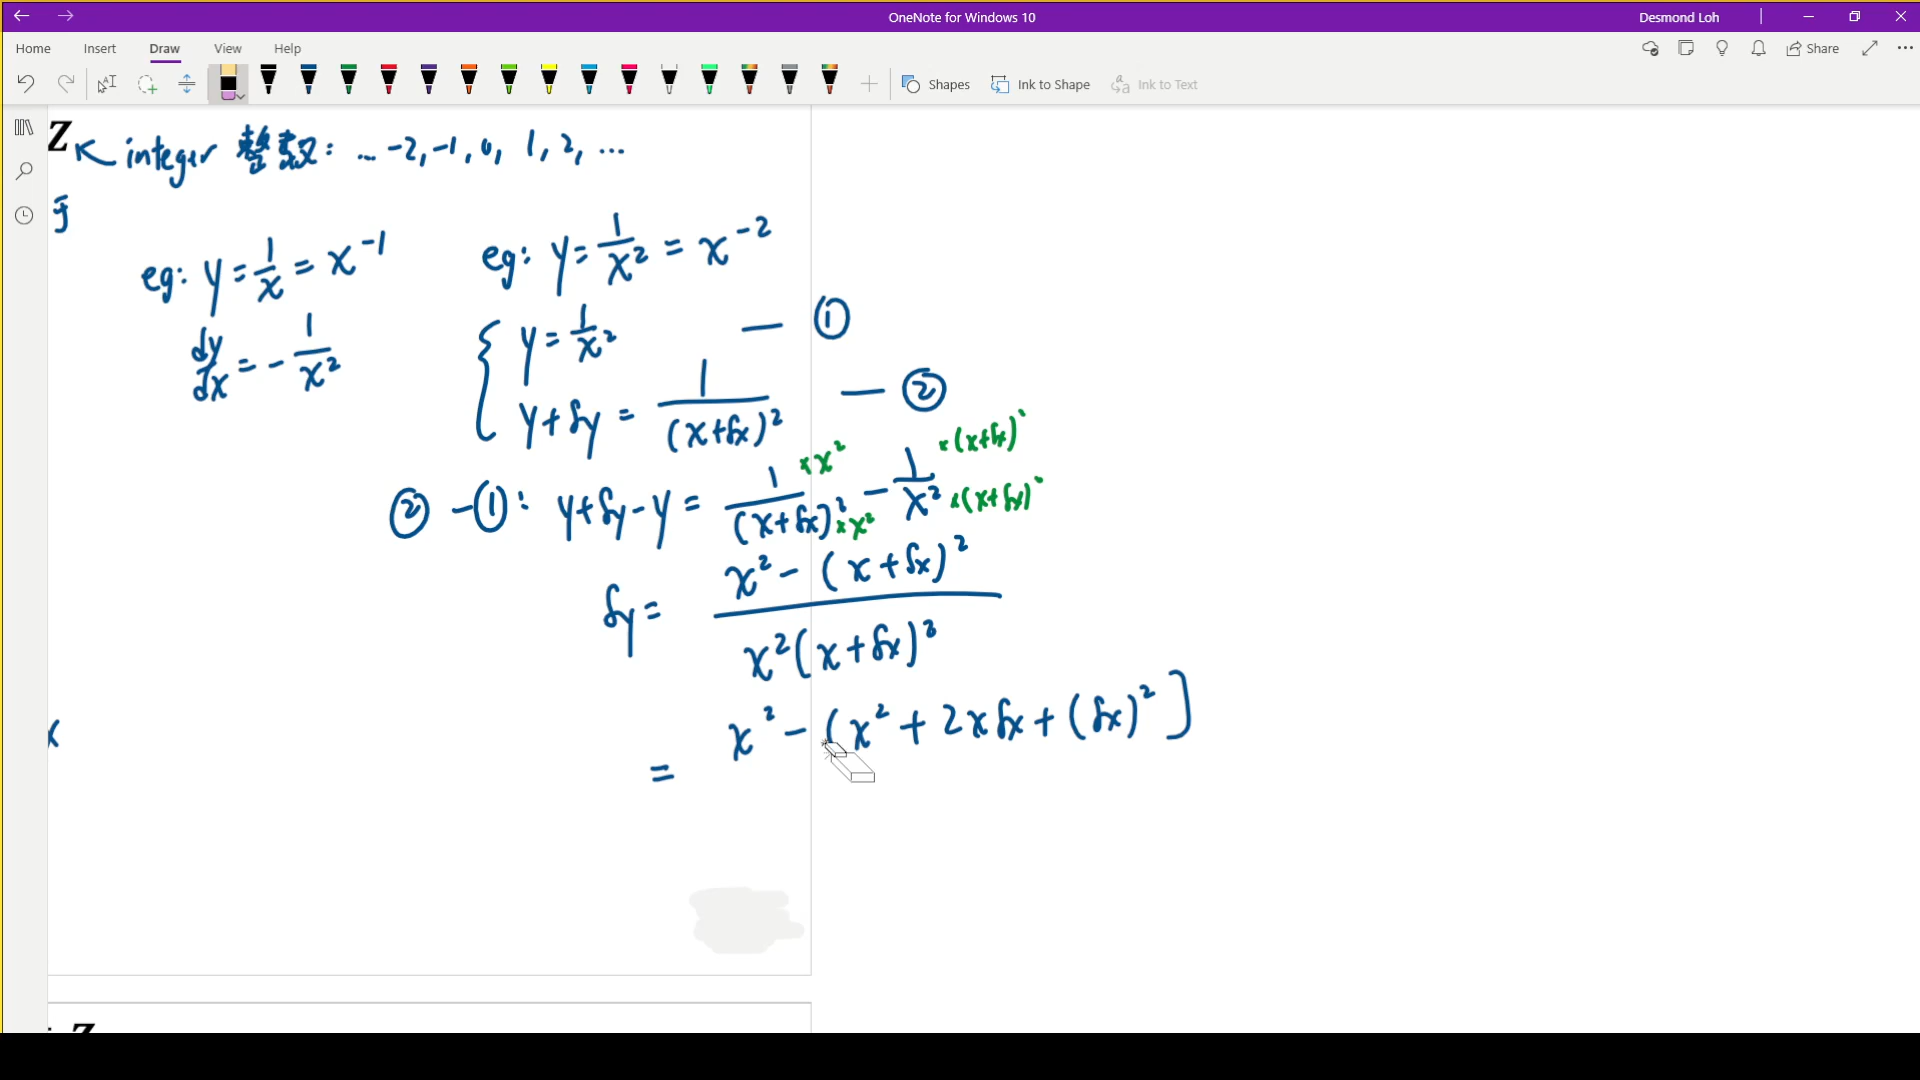 OneNote for Windows 10
Desmond Loh
Home Insert Draw View Help
Share
Shapes Ink to Shape Ink to Text
Z ← integer 整数: ... -2, -1, 0, 1, 2, ...
eg: y = 1/x = x^-1
dy/dx = - 1/x²
eg: y = 1/x² = x^-2
{ y = 1/x² — ①
y + δy = 1/(x+δx)² — ②
② - ①: y + δy - y = 1/(x+δx)² - 1/x²
×x² ×(x+δx)²
×x² ×(x+δx)²
δy = x² - (x+δx)² / x²(x+δx)²
= x² - (x² + 2xδx + (δx)²]
x
Z